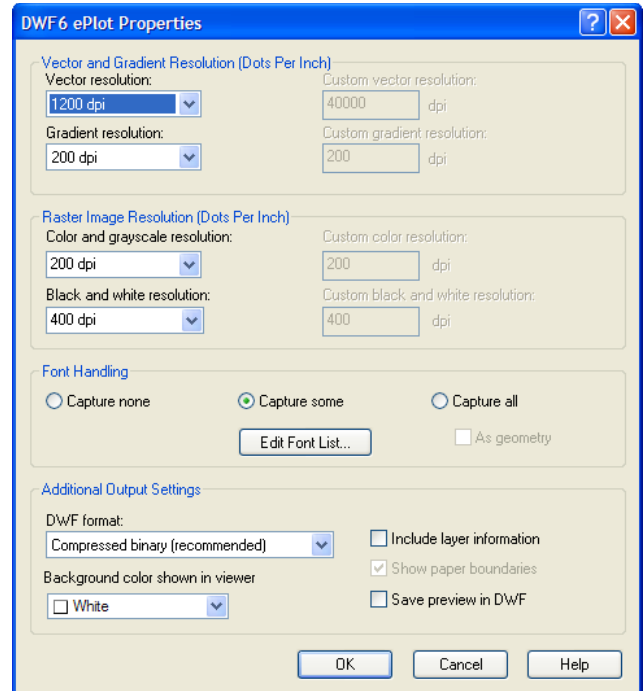 DWF6 ePlot Properties
Vector and Gradient Resolution (Dots Per Inch)
Vector resolution:
Custom vector resolution:
1200 dpi
40000 dpi
Gradient resolution:
Custom gradient resolution:
200 dpi
200 dpi
Raster Image Resolution (Dots Per Inch)
Color and grayscale resolution:
Custom color resolution:
200 dpi
200 dpi
Black and white resolution:
Custom black and white resolution:
400 dpi
400 dpi
Font Handling
Capture none
Capture some
Capture all
Edit Font List...
As geometry
Additional Output Settings
DWF format:
Compressed binary (recommended)
Include layer information
Show paper boundaries
Background color shown in viewer
White
Save preview in DWF
OK
Cancel
Help